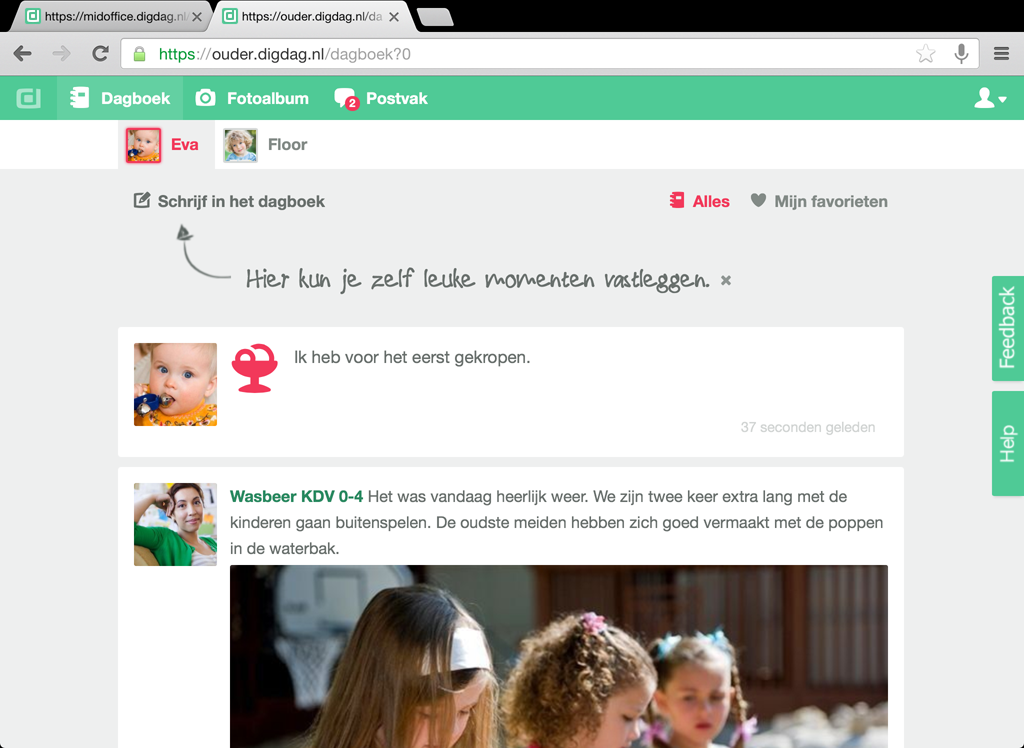 https://midoffice.digdag.nl/
https://ouder.digdag.nl/da
https://ouder.digdag.nl/dagboek?0
Dagboek
Fotoalbum
2
Postvak
Eva
Floor
Schrijf in het dagboek
Alles
Mijn favorieten
Hier kun je zelf leuke momenten vastleggen.
Feedback
Ik heb voor het eerst gekropen.
37 seconden geleden
Help
Wasbeer KDV 0-4 Het was vandaag heerlijk weer. We zijn twee keer extra lang met de
kinderen gaan buitenspelen. De oudste meiden hebben zich goed vermaakt met de poppen
in de waterbak.